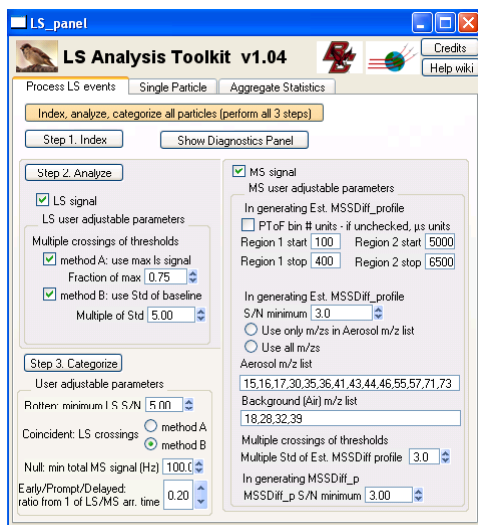 LS_panel
LS Analysis Toolkit v1.04
Credits
Help wiki
Process LS events
Single Particle
Aggregate Statistics
Index, analyze, categorize all particles (perform all 3 steps)
Step 1. Index
Show Diagnostics Panel
Step 2. Analyze
LS signal
LS user adjustable parameters
Multiple crossings of thresholds
method A: use max ls signal
Fraction of max 0.75
method B: use Std of baseline
Multiple of Std 5.00
Step 3. Categorize
User adjustable parameters
Botten: minimum LS S/N 5.00
Coincident: LS crossings
method A
method B
Null: min total MS signal (Hz) 100.0
Early/Prompt/Delayed:
ratio from 1 of LS/MS arr. time 0.20
MS signal
MS user adjustable parameters
In generating Est. MSSDiff_profile
PToF bin # units - if unchecked, µs units
Region 1 start 100 Region 2 start 5000
Region 1 stop 400 Region 2 stop 6500
In generating Est. MSSDiff_profile
S/N minimum 3.0
Use only m/zs in Aerosol m/z list
Use all m/zs
Aerosol m/z list
15,16,17,30,35,36,41,43,44,46,55,57,71,73
Background (Air) m/z list
18,28,32,39
Multiple crossings of thresholds
Multiple Std of Est. MSSDiff profile 3.0
In generating MSSDiff_p
MSSDiff_p S/N minimum 3.00